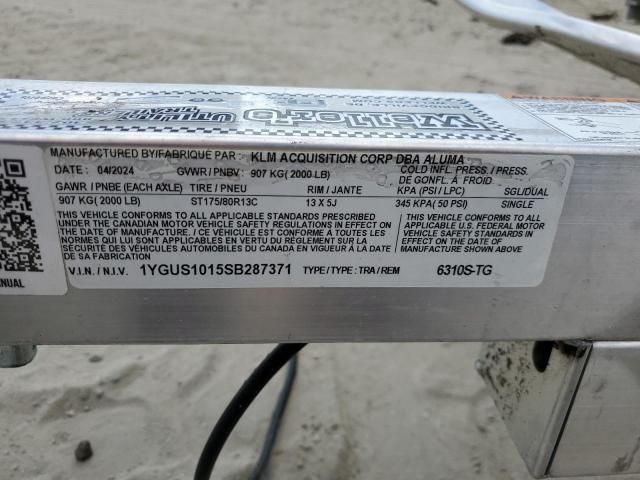 Weller's
UTILITY TRAILERS
MANUFACTURED BY/FABRIQUE PAR : KLM ACQUISITION CORP DBA ALUMA
DATE : 04/2024 GVWR / PNBV : 907 KG( 2000 LB) COLD INFL. PRESS. / PRESS. DE GONFL. À FROID.
GAWR / PNBE (EACH AXLE) TIRE / PNEU RIM / JANTE KPA (PSI / LPC) SGL/DUAL
907 KG( 2000 LB) ST175/80R13C 13 X 5J 345 KPA( 50 PSI) SINGLE
THIS VEHICLE CONFORMS TO ALL APPLICABLE STANDARDS PRESCRIBED
UNDER THE CANADIAN MOTOR VEHICLE SAFETY REGULATIONS IN EFFECT ON
THE DATE OF MANUFACTURE. / CE VÉHICULE EST CONFORME À TOUTES LES
NORMES QUI LUI SONT APPLICABLES EN VERTU DU RÈGLEMENT SUR LA
SÉCURITÉ DES VÉHICULES AUTOMOBILES DU CANADA EN VIGUEUR À LA DATE
DE SA FABRICATION
THIS VEHICLE CONFORMS TO ALL
APPLICABLE U.S. FEDERAL MOTOR
VEHICLE SAFETY STANDARDS IN
EFFECT ON THE DATE OF
MANUFACTURE SHOWN ABOVE
V.I.N. / N.I.V. 1YGUS1015SB287371 TYPE / TYPE : TRA / REM 6310S-TG
MANUAL